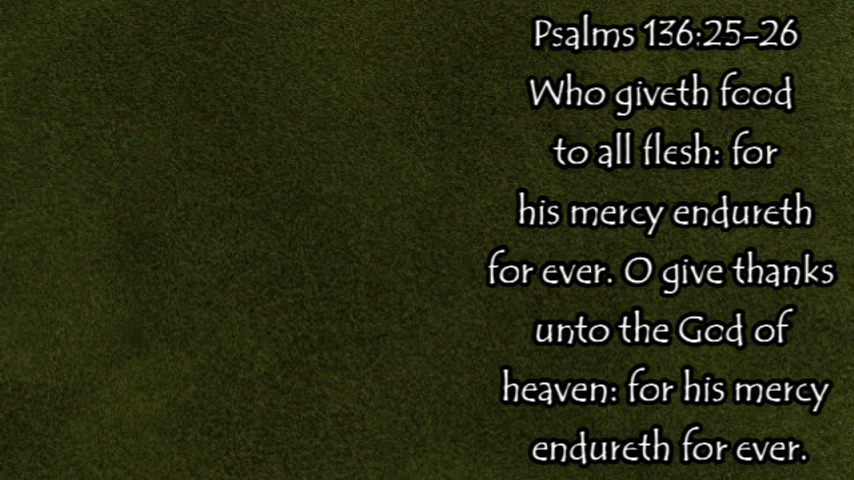 Psalms 136:25-26
Who giveth food
to all flesh: for
his mercy endureth
for ever. O give thanks
unto the God of
heaven: for his mercy
endureth for ever.